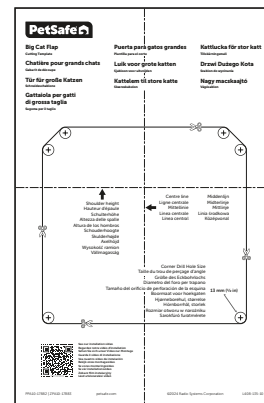 PetSafe
Big Cat Flap
Cutting Template
Chatière pour grands chats
Gabarit de découpe
Tür für große Katzen
Schneideschablone
Gattaiola per gatti
di grossa taglia
Sagoma per il taglio
Puerta para gatos grandes
Plantilla para el corte
Luik voor grote katten
Sjabloon voor uitsnijden
Kattelem til store katte
Skæreskabelon
Kattlucka för stor katt
Tillskärningsmall
Drzwi Dużego Kota
Szablon do wycinania
Nagy macskaajtó
Vágósablon
Shoulder height
Hauteur d'épaule
Schulterhöhe
Altezza delle spalle
Altura de los hombros
Schouderhoogte
Skulderhøjde
Axelhöjd
Wysokość ramion
Vállmagasság
Centre line
Ligne centrale
Mittellinie
Linea centrale
Línea central
Middenlijn
Midterlinje
Mittlinje
Linia środkowa
Középvonal
Corner Drill Hole Size
Taille du trou de perçage d'angle
Größe des Eckbohrlochs
Diametro del foro per trapano
Tamaño del orificio de perforación de la esquina
Boormaat voor hoekgaten
Hjørneborehul, størrelse
Hörnborrhål, storlek
Rozmiar otworu w narożniku
Sarokfuró furatmérete
13 mm (½ in)
petsafe.com
©2024 Radio Systems Corporation